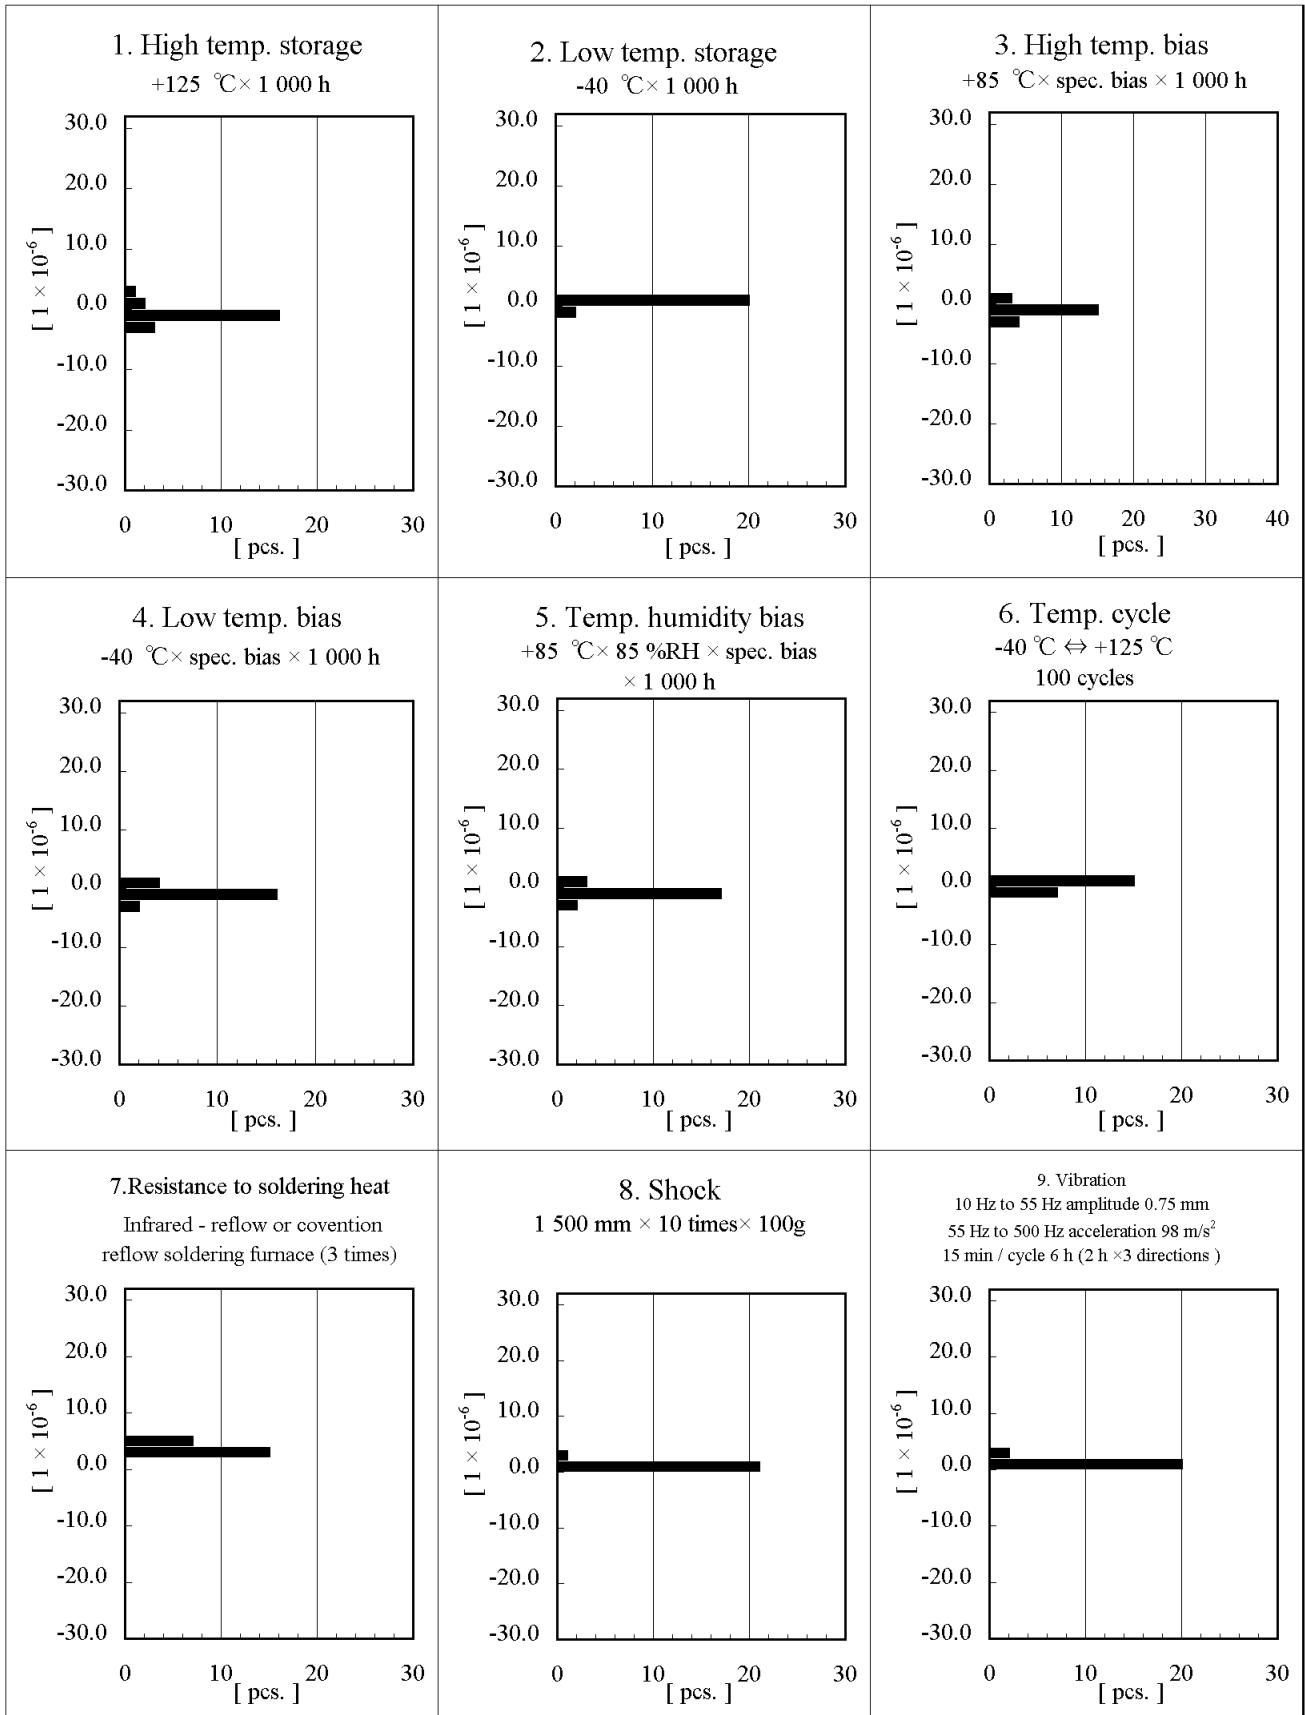 1. High temp. storage
+125 ℃× 1 000 h
30.0
20.0
10.0
0.0
-10.0
-20.0
-30.0
[ 1 × 10-6 ]
0 10 20 30
[ pcs. ]
2. Low temp. storage
-40 ℃× 1 000 h
30.0
20.0
10.0
0.0
-10.0
-20.0
-30.0
[ 1 × 10-6 ]
0 10 20 30
[ pcs. ]
3. High temp. bias
+85 ℃× spec. bias × 1 000 h
30.0
20.0
10.0
0.0
-10.0
-20.0
-30.0
[ 1 × 10-6 ]
0 10 20 30 40
[ pcs. ]
4. Low temp. bias
-40 ℃× spec. bias × 1 000 h
30.0
20.0
10.0
0.0
-10.0
-20.0
-30.0
[ 1 × 10-6 ]
0 10 20 30
[ pcs. ]
5. Temp. humidity bias
+85 ℃× 85 %RH × spec. bias
× 1 000 h
30.0
20.0
10.0
0.0
-10.0
-20.0
-30.0
[ 1 × 10-6 ]
0 10 20 30
[ pcs. ]
6. Temp. cycle
-40 ℃ ⇔ +125 ℃
100 cycles
30.0
20.0
10.0
0.0
-10.0
-20.0
-30.0
[ 1 × 10-6 ]
0 10 20 30
[ pcs. ]
7.Resistance to soldering heat
Infrared - reflow or covention
reflow soldering furnace (3 times)
30.0
20.0
10.0
0.0
-10.0
-20.0
-30.0
[ 1 × 10-6 ]
0 10 20 30
[ pcs. ]
8. Shock
1 500 mm × 10 times× 100g
30.0
20.0
10.0
0.0
-10.0
-20.0
-30.0
[ 1 × 10-6 ]
0 10 20 30
[ pcs. ]
9. Vibration
10 Hz to 55 Hz amplitude 0.75 mm
55 Hz to 500 Hz acceleration 98 m/s2
15 min / cycle 6 h (2 h ×3 directions )
30.0
20.0
10.0
0.0
-10.0
-20.0
-30.0
[ 1 × 10-6 ]
0 10 20 30
[ pcs. ]